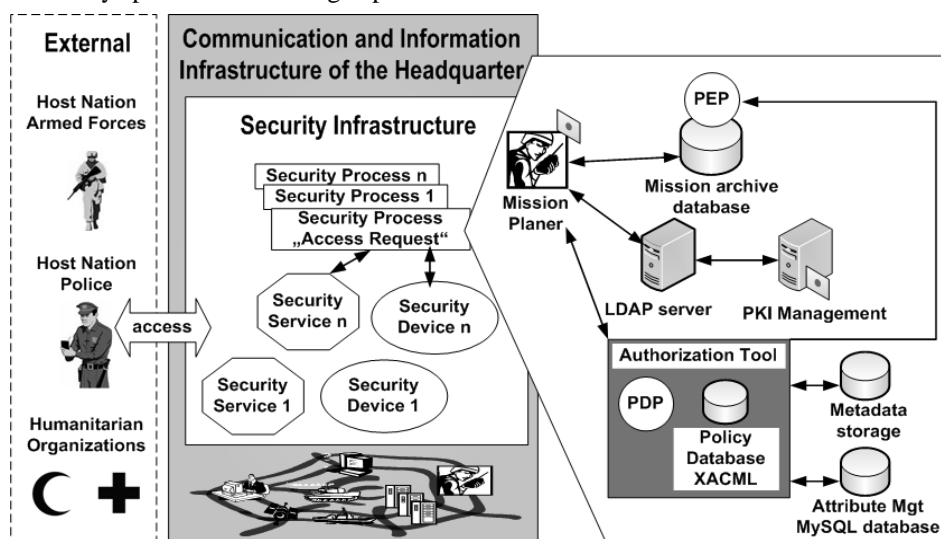 External
Host Nation
Armed Forces
Host Nation
Police
Humanitarian
Organizations
access
Communication and Information
Infrastructure of the Headquarter
Security Infrastructure
Security Process n
Security Process 1
Security Process
„Access Request“
Security
Service n
Security
Device n
Security
Service 1
Security
Device 1
Mission
Planer
PEP
Mission archive
database
LDAP server
PKI Management
Authorization Tool
PDP
Policy
Database
XACML
Metadata
storage
Attribute Mgt
MySQL database